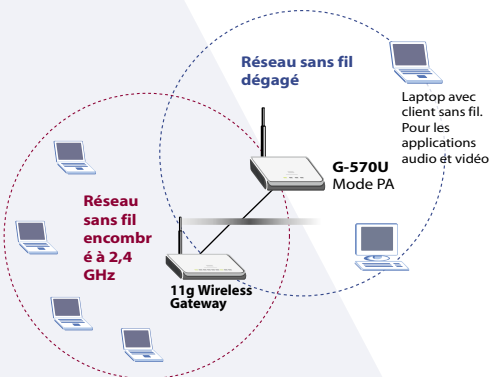 Réseau sans fil
dégagé
Laptop avec
client sans fil.
Pour les
applications
audio et vidéo
G-570U
Mode PA
Réseau
sans fil
encombr
é à 2,4
GHz
11g Wireless
Gateway